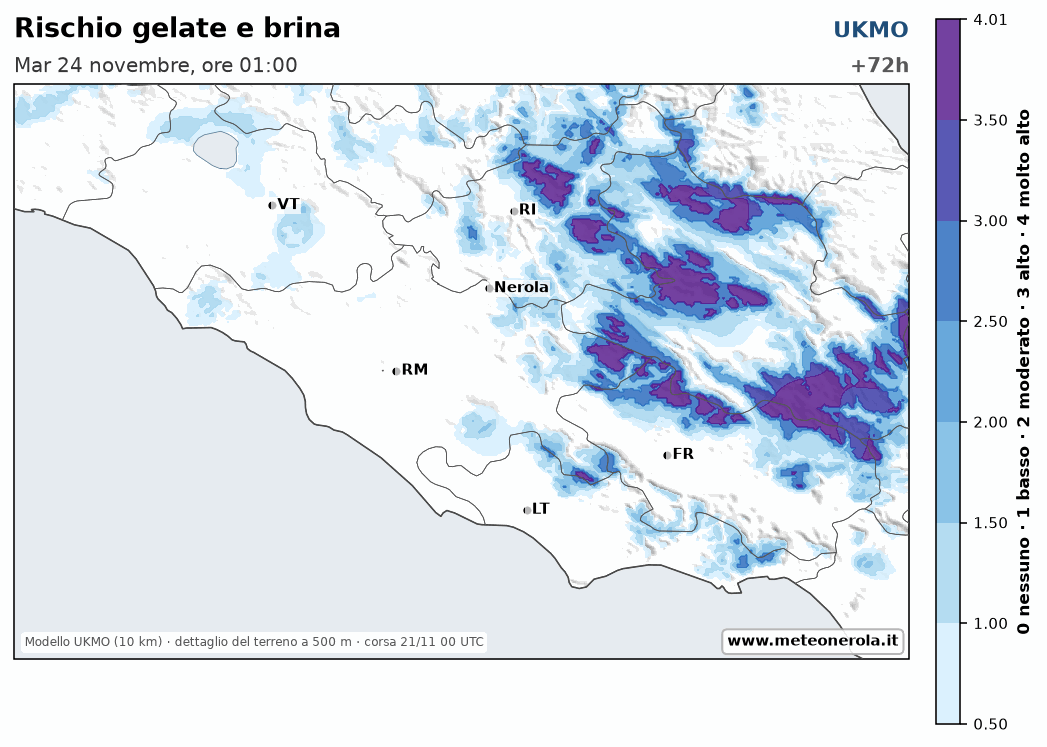 Rischio gelate e brina
UKMO
Mar 24 novembre, ore 01:00
+72h
4.01
3.50
3.00
2.50
2.00
1.50
1.00
0.50
0 nessuno · 1 basso · 2 moderato · 3 alto · 4 molto alto
VT
RI
Nerola
RM
FR
LT
Modello UKMO (10 km) · dettaglio del terreno a 500 m · corsa 21/11 00 UTC
www.meteonerola.it